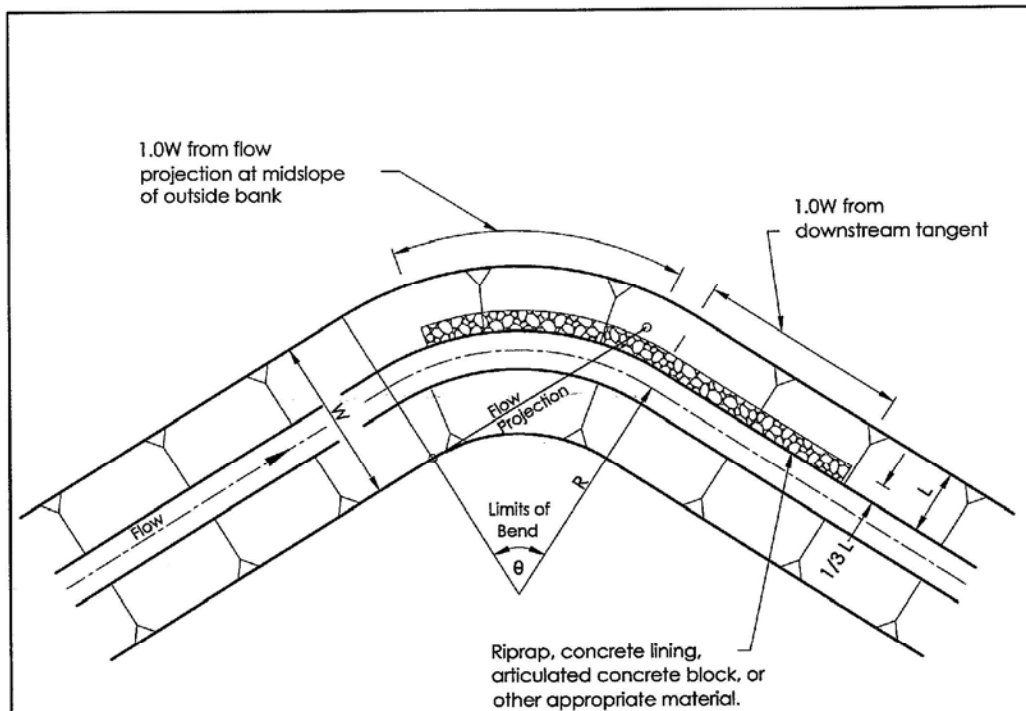 1.0W from flow
projection at midslope
of outside bank
1.0W from
downstream tangent
W
Flow
Projection
R
Flow
Limits of
Bend
θ
L
1/3 L
Riprap, concrete lining,
articulated concrete block, or
other appropriate material.